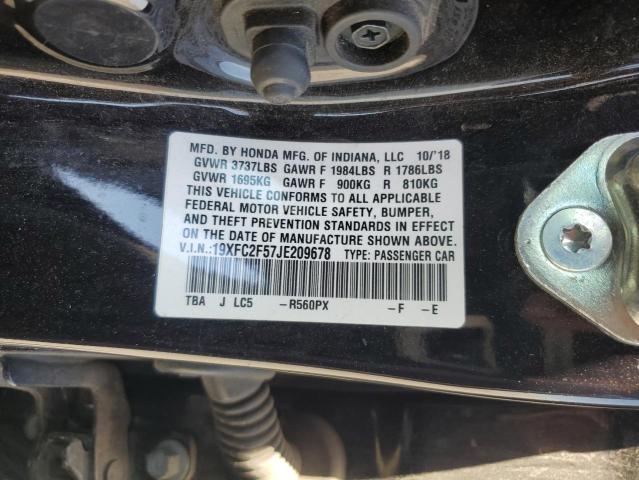 MFD. BY HONDA MFG. OF INDIANA, LLC 10/'18
GVWR 3737LBS GAWR F 1984LBS R 1786LBS
GVWR 1695KG GAWR F 900KG R 810KG
THIS VEHICLE CONFORMS TO ALL APPLICABLE
FEDERAL MOTOR VEHICLE SAFETY, BUMPER,
AND THEFT PREVENTION STANDARDS IN EFFECT
ON THE DATE OF MANUFACTURE SHOWN ABOVE.
V.I.N.:19XFC2F57JE209678 TYPE: PASSENGER CAR
TBA J LC5 -R560PX -F -E